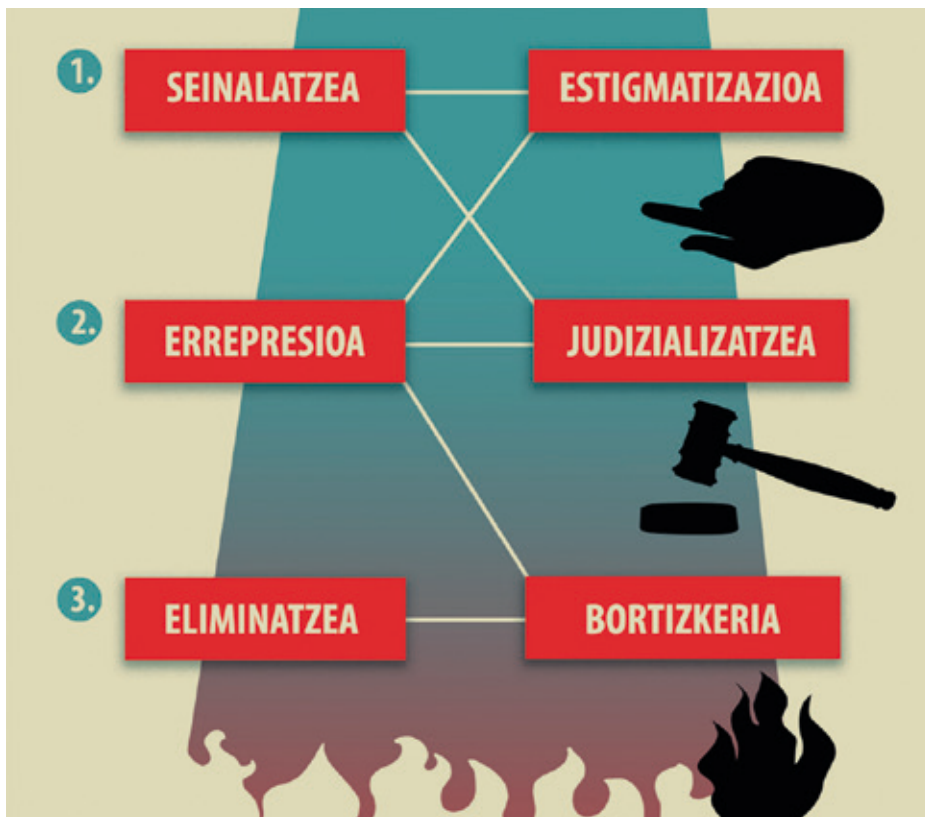 1. SEINALATZEA ESTIGMATIZAZIOA
2. ERREPRESIOA JUDIZIALIZATZEA
3. ELIMINATZEA BORTIZKERIA